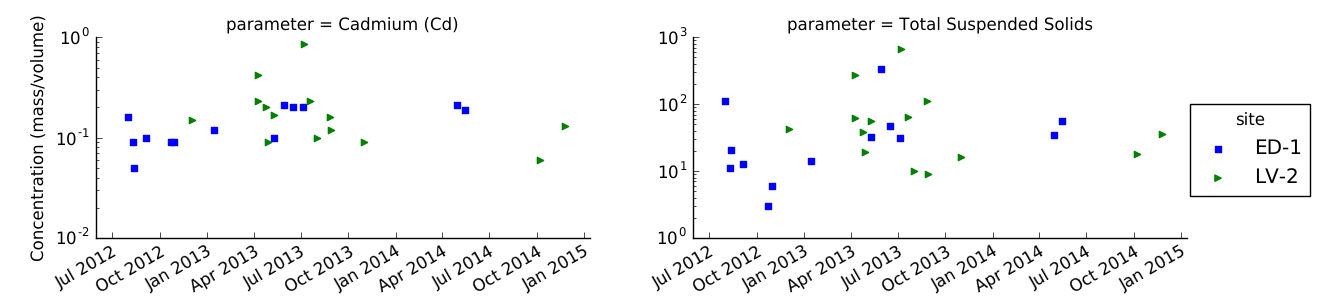 parameter = Cadmium (Cd)
Concentration (mass/volume)
10^0
10^-1
10^-2
Jul 2012
Oct 2012
Jan 2013
Apr 2013
Jul 2013
Oct 2013
Jan 2014
Apr 2014
Jul 2014
Oct 2014
Jan 2015
parameter = Total Suspended Solids
10^3
10^2
10^1
10^0
Jul 2012
Oct 2012
Jan 2013
Apr 2013
Jul 2013
Oct 2013
Jan 2014
Apr 2014
Jul 2014
Oct 2014
Jan 2015
site
ED-1
LV-2